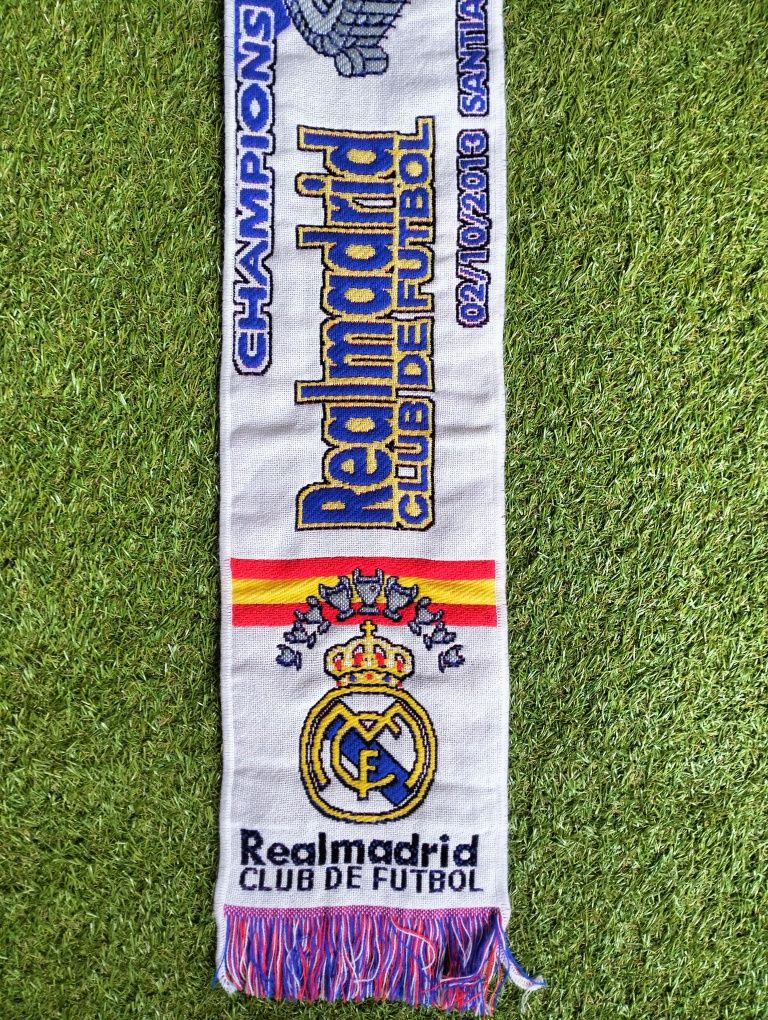 CHAMPIONS
Realmadrid
CLUB DE FUTBOL
02/10/2013 SANTIA
Realmadrid
CLUB DE FUTBOL